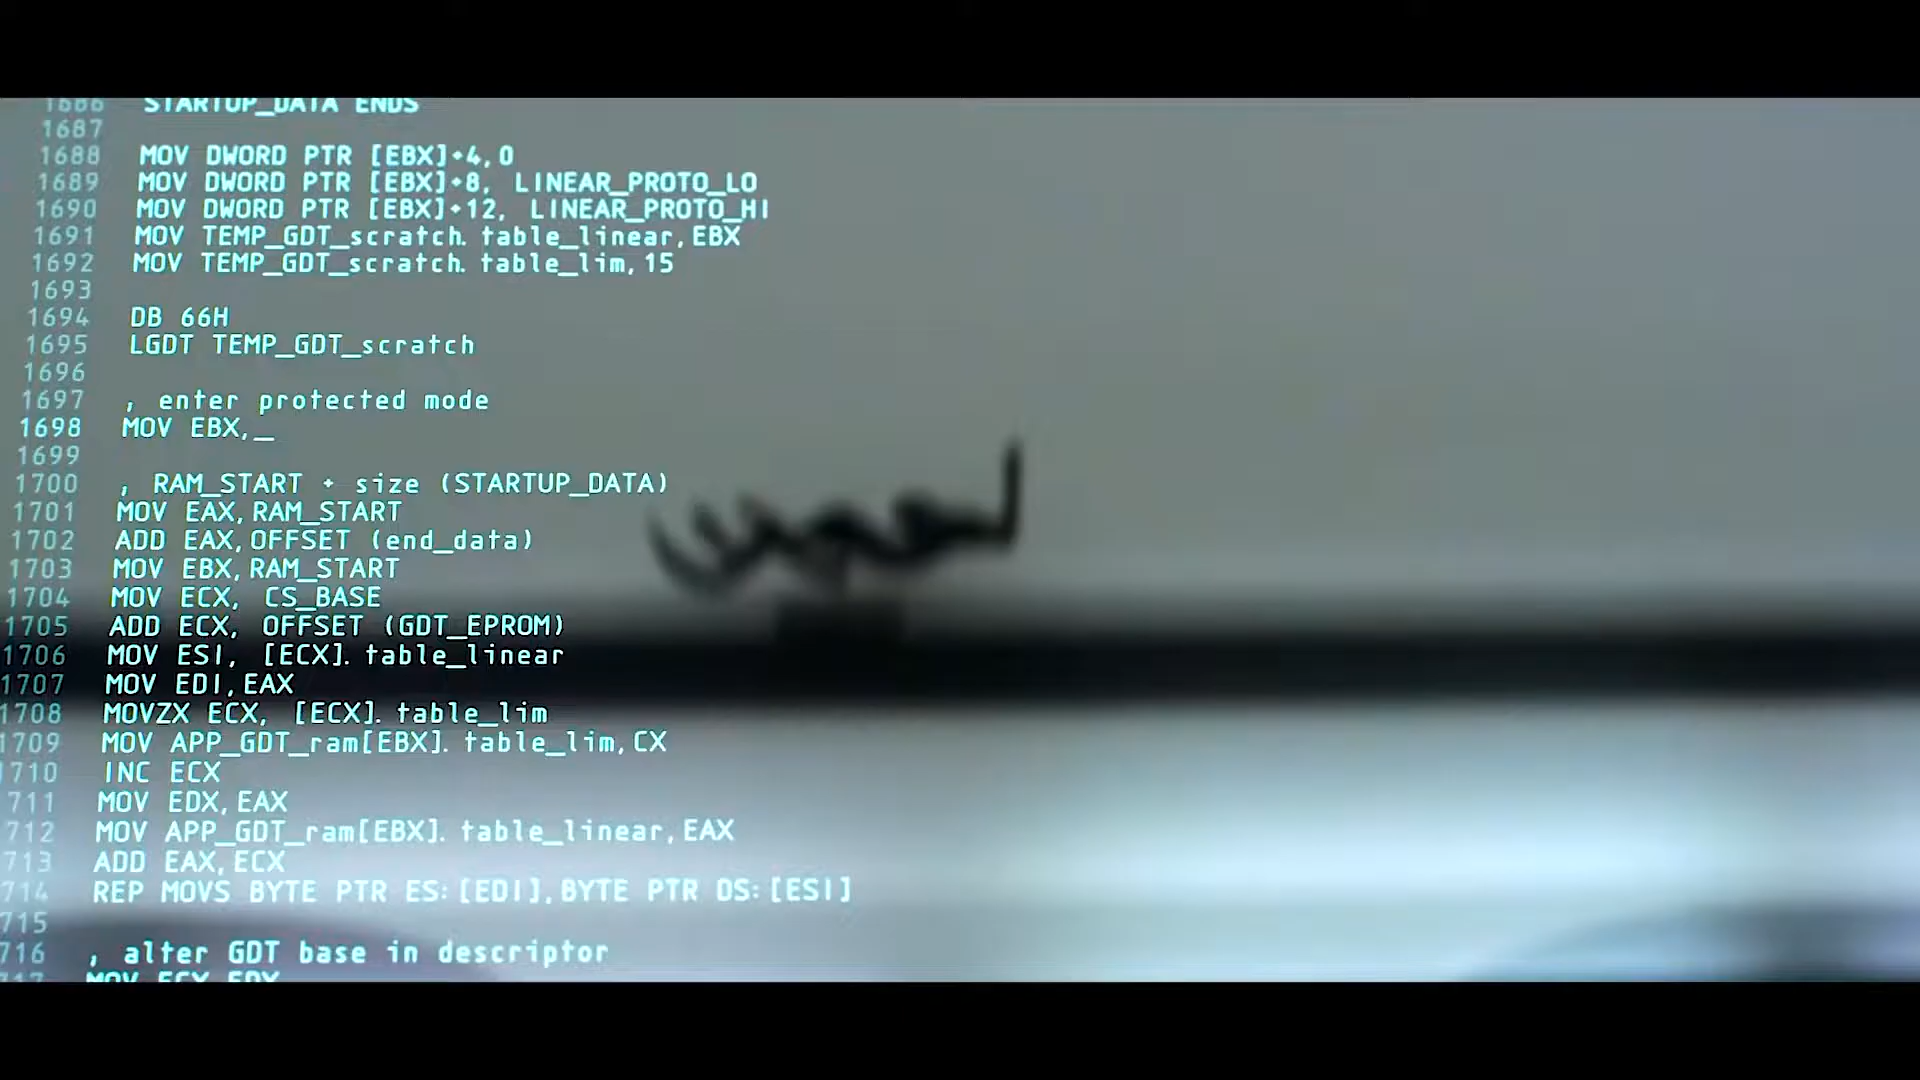 1686 STARTUP_DATA ENDS
1687
1688 MOV DWORD PTR [EBX]+4,0
1689 MOV DWORD PTR [EBX]+8, LINEAR_PROTO_LO
1690 MOV DWORD PTR [EBX]+12, LINEAR_PROTO_HI
1691 MOV TEMP_GDT_scratch. table_linear,EBX
1692 MOV TEMP_GDT_scratch. table_lim,15
1693
1694 DB 66H
1695 LGDT TEMP_GDT_scratch
1696
1697 , enter protected mode
1698 MOV EBX,_
1699
1700 , RAM_START + size (STARTUP_DATA)
1701 MOV EAX,RAM_START
1702 ADD EAX,OFFSET (end_data)
1703 MOV EBX,RAM_START
1704 MOV ECX, CS_BASE
1705 ADD ECX, OFFSET (GDT_EPROM)
1706 MOV ESI, [ECX]. table_linear
1707 MOV EDI,EAX
1708 MOVZX ECX, [ECX]. table_lim
1709 MOV APP_GDT_ram[EBX]. table_lim,CX
1710 INC ECX
711 MOV EDX,EAX
712 MOV APP_GDT_ram[EBX]. table_linear,EAX
713 ADD EAX,ECX
714 REP MOVS BYTE PTR ES:[EDI],BYTE PTR DS:[ESI]
715
716 , alter GDT base in descriptor
717 MOV ECX,EDX